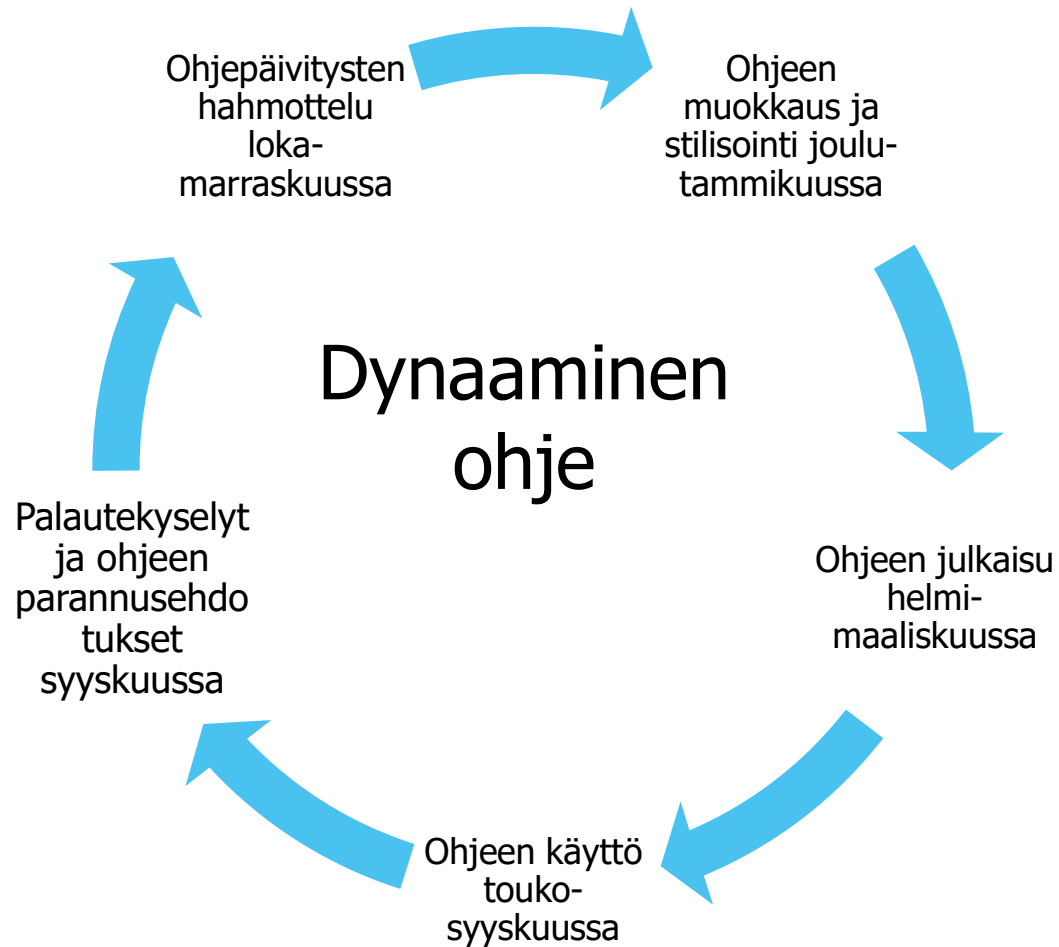 Ohjepäivitysten
hahmottelu
loka-
marraskuussa
Ohjeen
muokkaus ja
stilisointi joulu-
tammikuussa
Dynaaminen
ohje
Ohjeen julkaisu
helmi-
maaliskuussa
Ohjeen käyttö
touko-
syyskuussa
Palautekyselyt
ja ohjeen
parannusehdo
tukset
syyskuussa